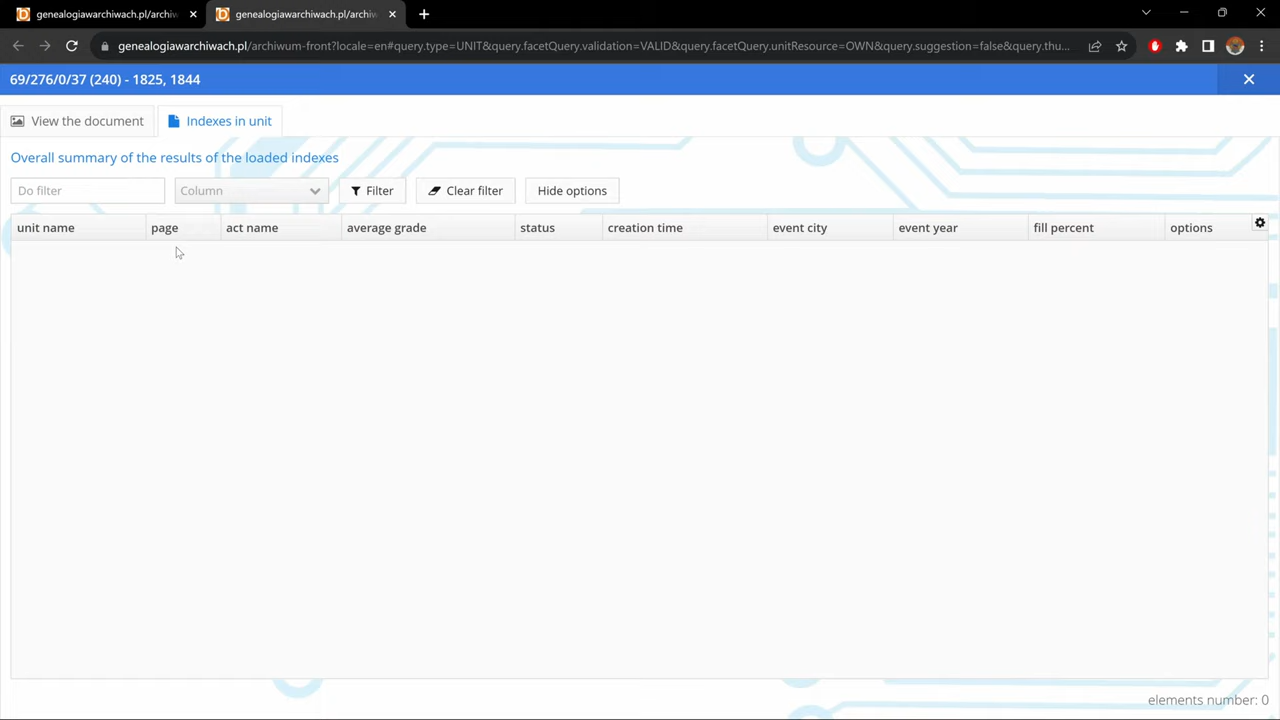 genealogiawarchiwach.pl/archiw
genealogiawarchiwach.pl/archiw
genealogiawarchiwach.pl/archiwum-front?locale=en#query.type=UNIT&query.facetQuery.validation=VALID&query.facetQuery.unitResource=OWN&query.suggestion=false&query.thu...
69/276/0/37 (240) - 1825, 1844
View the document
Indexes in unit
Overall summary of the results of the loaded indexes
Do filter
Column
Filter
Clear filter
Hide options
unit name page act name average grade status creation time event city event year fill percent options
elements number: 0